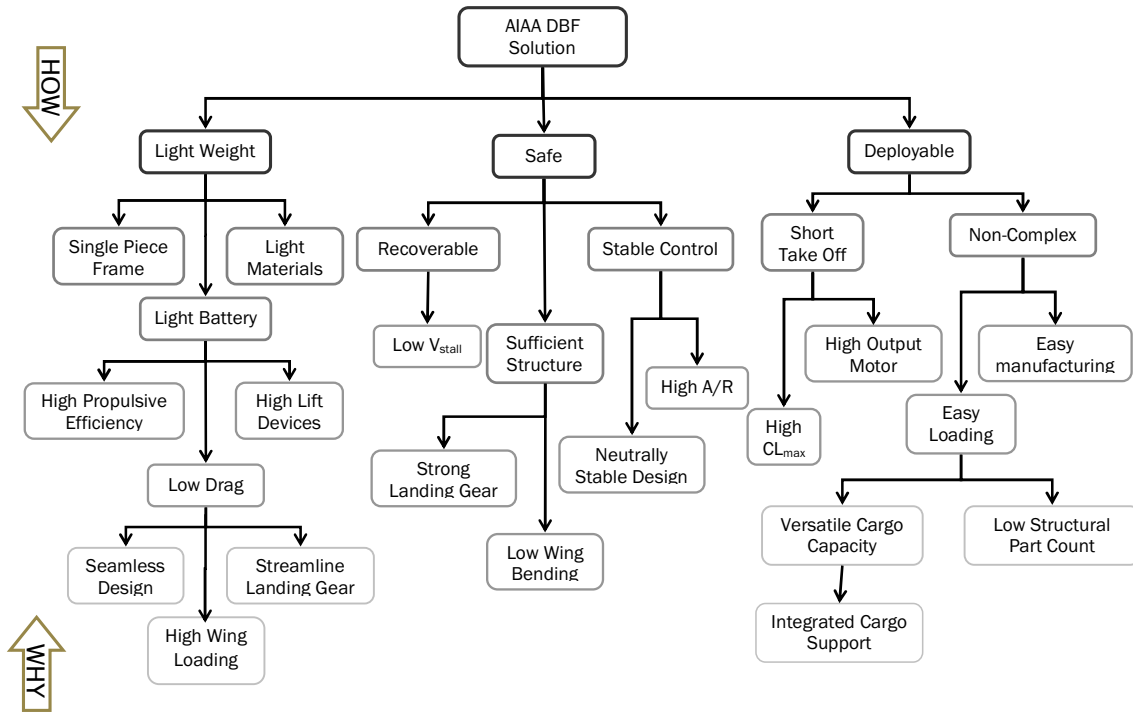 AIAA DBF
Solution
HOW
Light Weight
Safe
Deployable
Single Piece
Frame
Light
Materials
Recoverable
Stable Control
Short
Take Off
Non-Complex
Light Battery
Low Vstall
Sufficient
Structure
High A/R
High Output
Motor
Easy
manufacturing
High Propulsive
Efficiency
High Lift
Devices
High
CLmax
Easy
Loading
Strong
Landing Gear
Neutrally
Stable Design
Low Drag
Versatile Cargo
Capacity
Low Structural
Part Count
Seamless
Design
Streamline
Landing Gear
Low Wing
Bending
High Wing
Loading
Integrated Cargo
Support
WHY